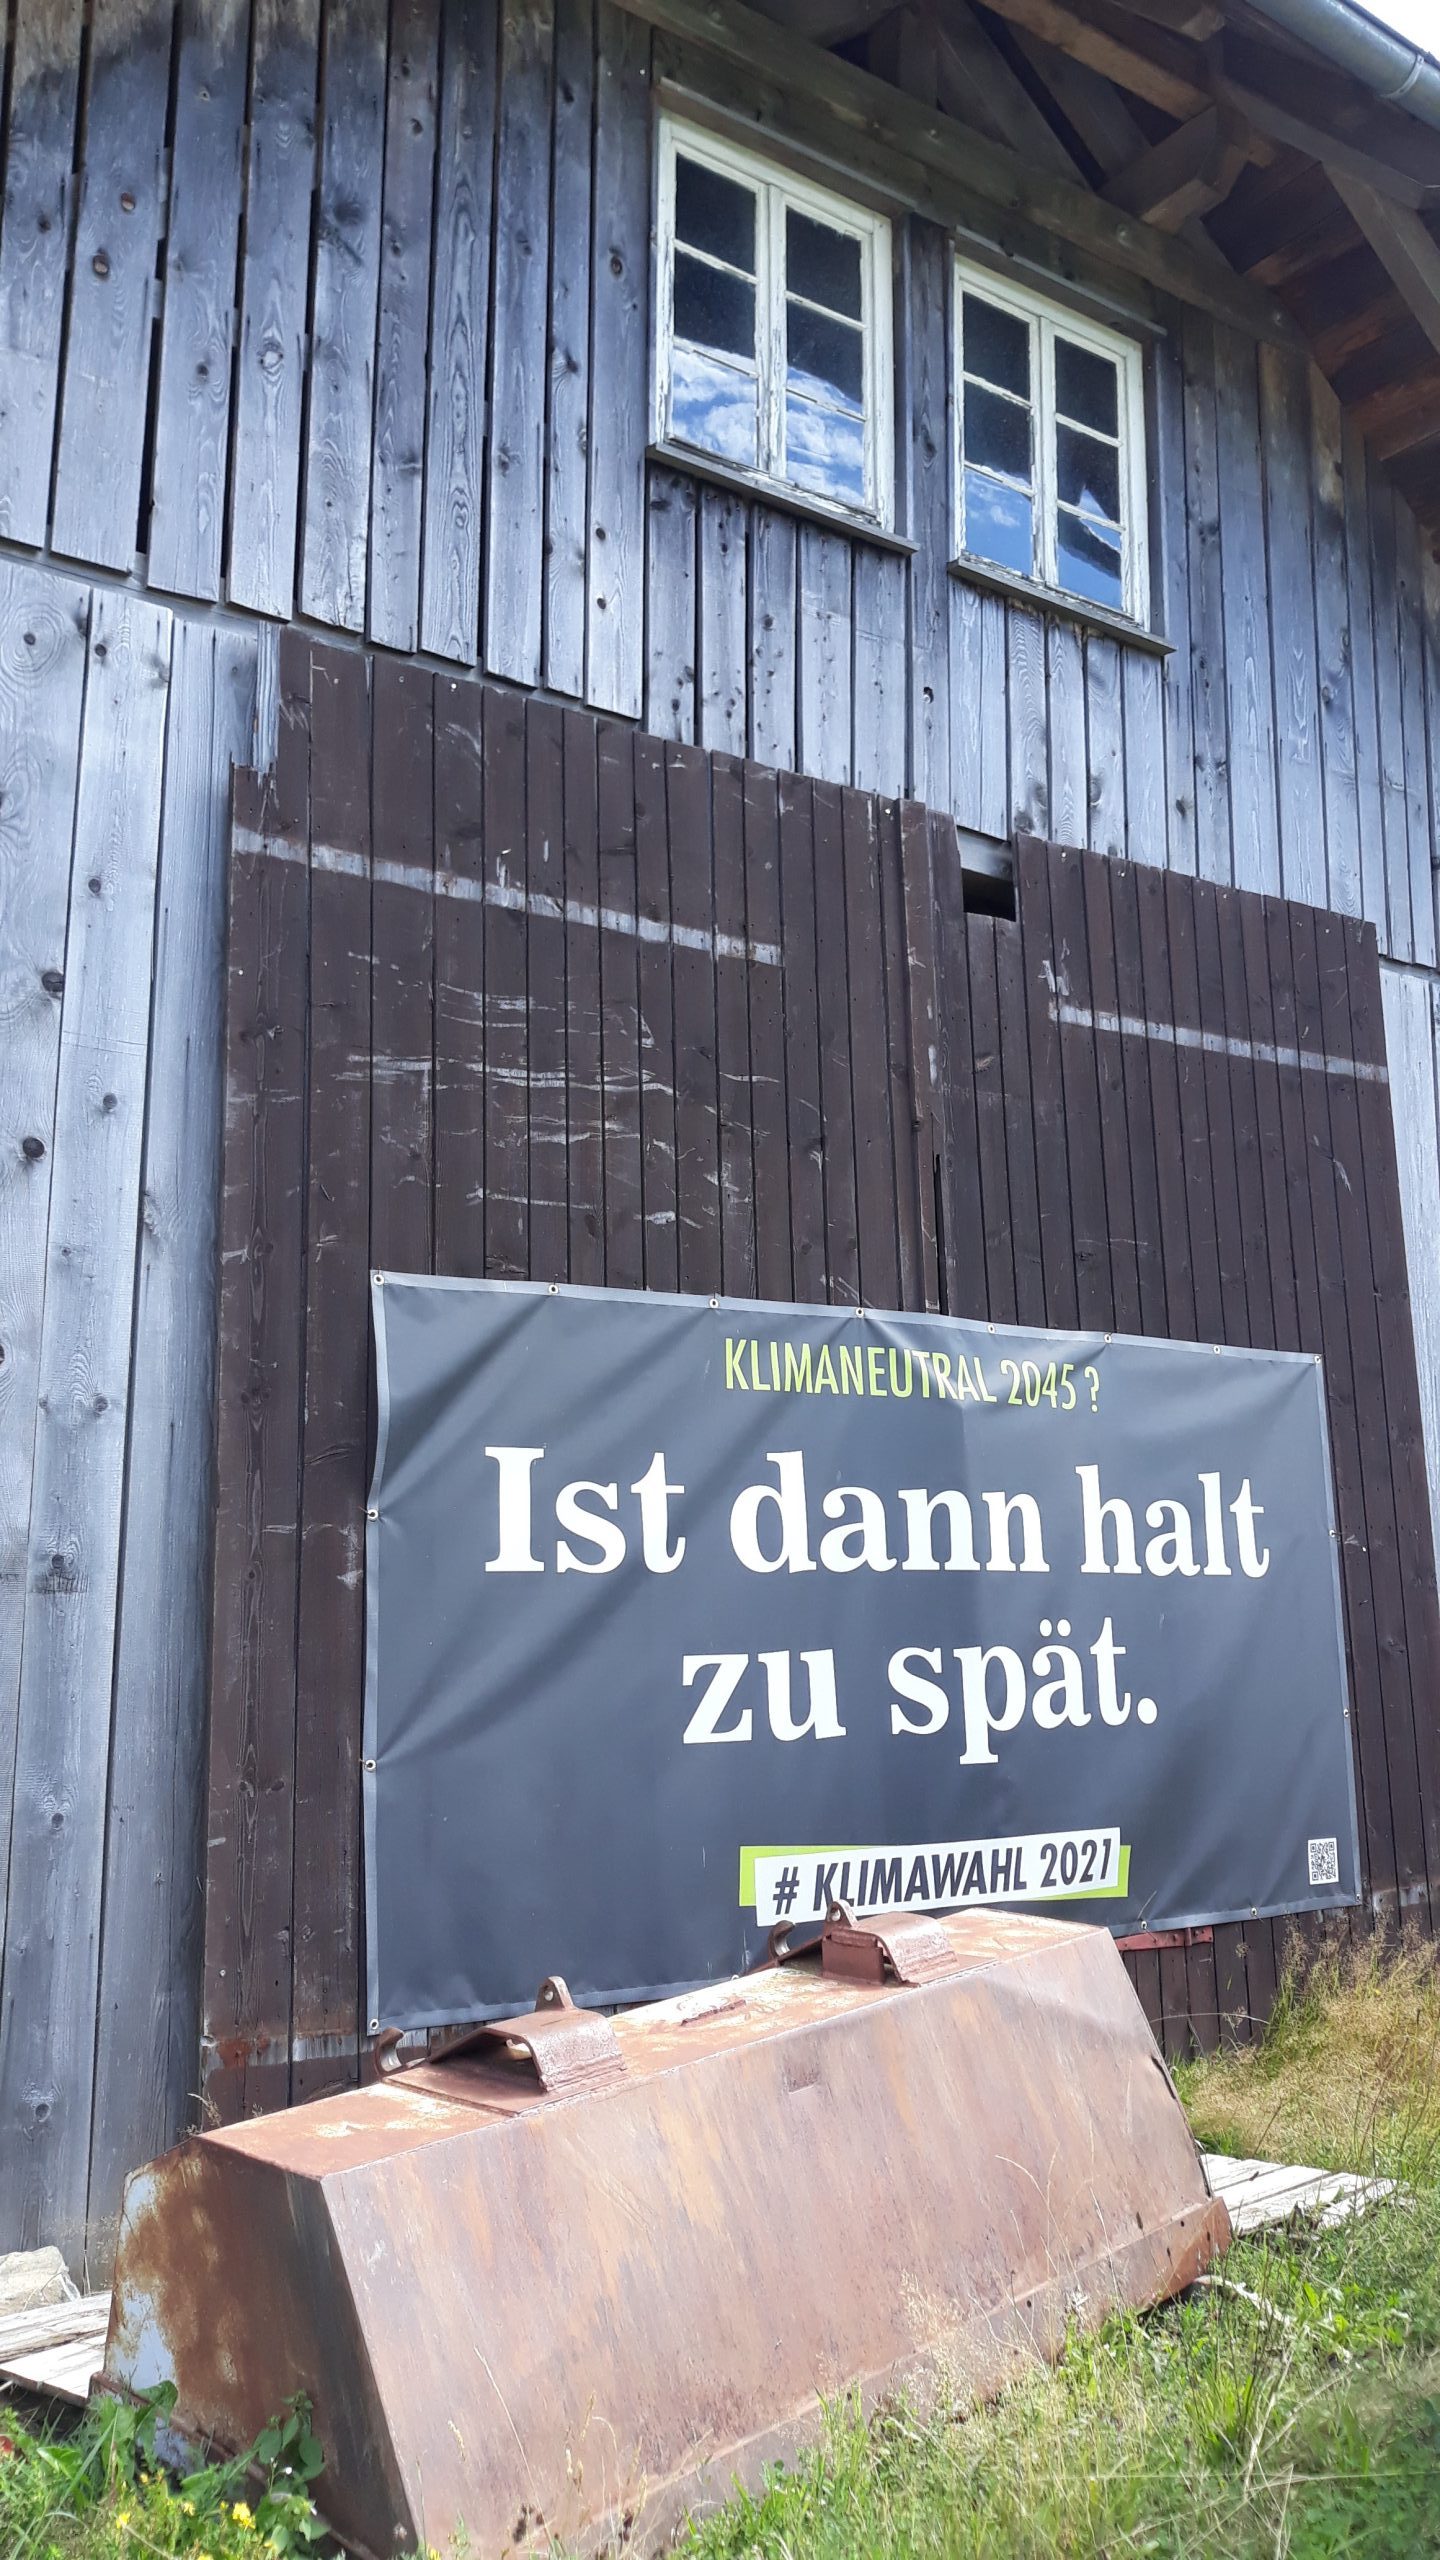 KLIMANEUTRAL 2045 ?
Ist dann halt
zu spät.
# KLIMAWAHL 2021